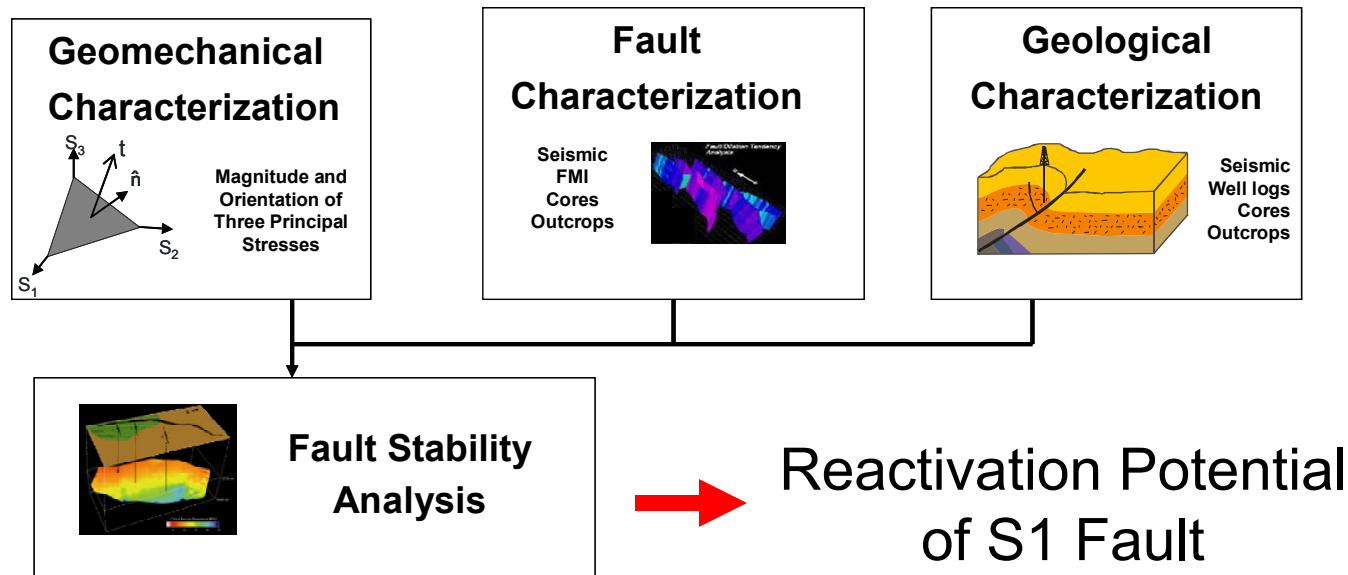 Geomechanical
Characterization
S3
t
n̂
S2
S1
Magnitude and
Orientation of
Three Principal
Stresses
Fault
Characterization
Seismic
FMI
Cores
Outcrops
Fault Dilation Tendency
Analysis
Geological
Characterization
Seismic
Well logs
Cores
Outcrops
Fault Stability
Analysis
Reactivation Potential
of S1 Fault